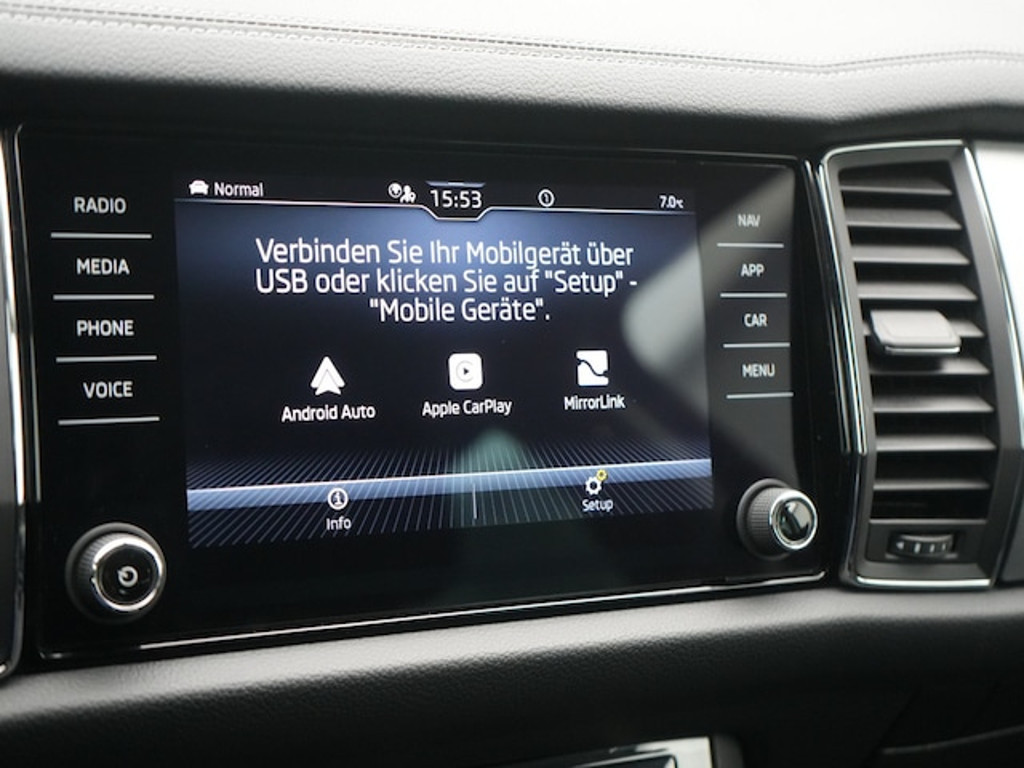 RADIO
MEDIA
PHONE
VOICE
Normal
15:53
1
7.0°C
Verbinden Sie Ihr Mobilgerät über
USB oder klicken Sie auf "Setup" -
"Mobile Geräte".
Android Auto
Apple CarPlay
MirrorLink
Info
Setup
NAV
APP
CAR
MENU